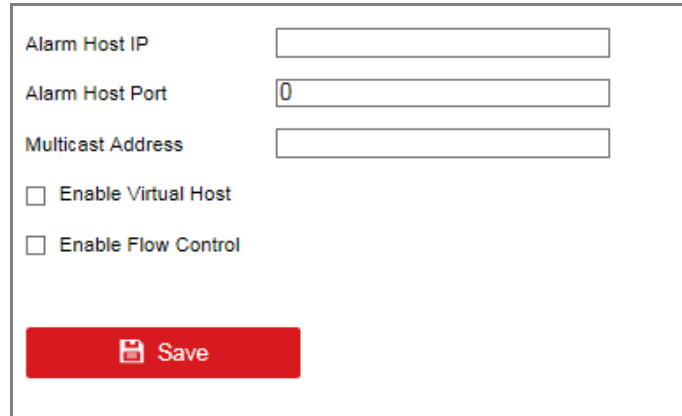 Alarm Host IP
Alarm Host Port 0
Multicast Address
Enable Virtual Host
Enable Flow Control
Save